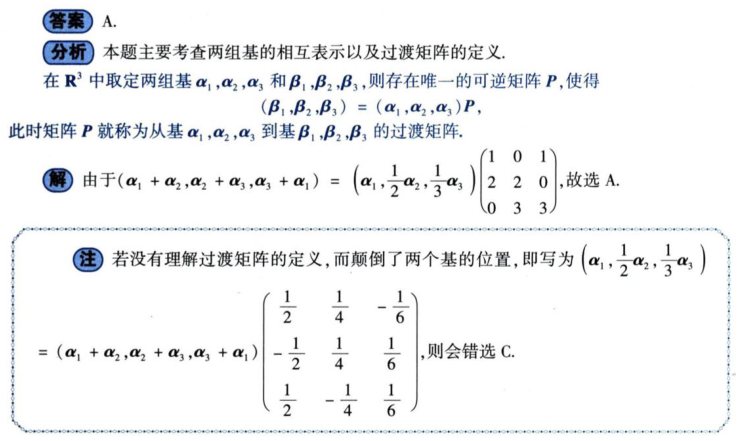 答案 A.
分析 本题主要考查两组基的相互表示以及过渡矩阵的定义.
在 R³ 中取定两组基 α₁,α₂,α₃ 和 β₁,β₂,β₃,则存在唯一的可逆矩阵 P,使得
(β₁,β₂,β₃) = (α₁,α₂,α₃)P,
此时矩阵 P 就称为从基 α₁,α₂,α₃ 到基 β₁,β₂,β₃ 的过渡矩阵.
解 由于(α₁ + α₂,α₂ + α₃,α₃ + α₁) = (α₁,1/2 α₂,1/3 α₃) (1 0 1; 2 2 0; 0 3 3),故选 A.
注 若没有理解过渡矩阵的定义,而颠倒了两个基的位置,即写为 (α₁,1/2 α₂,1/3 α₃)
= (α₁ + α₂,α₂ + α₃,α₃ + α₁) (1/2 1/4 -1/6; -1/2 1/4 1/6; 1/2 -1/4 1/6),则会错选 C.